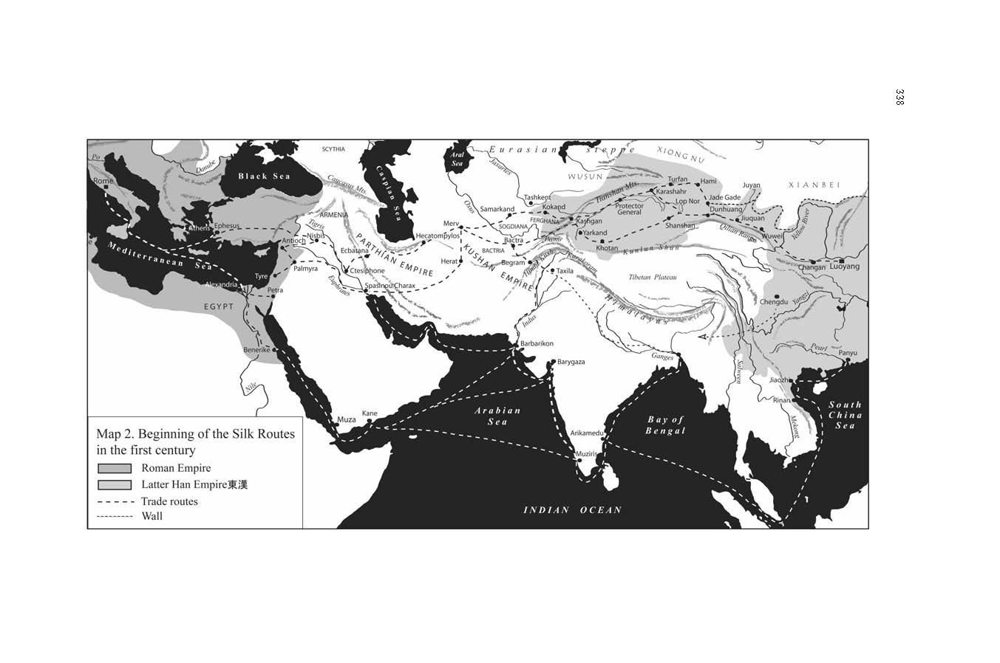 338
Po
Rome
Danube
Black Sea
SCYTHIA
Caucasus Mts.
Caspian Sea
Aral
Sea
Eurasian steppe
XIONGNU
Jaxartes
WUSUN
Turfan
Hami
Juyan
XIANBEI
Tianshan Mts.
Karashahr
Tashkent
Lop Nor
Jade Gade
Oxus
Samarkand
Kokand
Protector
General
Dunhuang
ARMENIA
Tigris
Merv
SOGDIANA
FERGHANA
Kashgan
Jiuquan
Yellow River
Athens
Ephesus
Shanshan
Qilian Range
Wuwei
Nisbis
Hecatompylos
Yarkand
Antioch
Bactra
Pamir
Khotan
Kunlun Shan
e
Mediterranean Sea
Ecbatana
PARTHIAN EMPIRE
KUSHAN EMPIRE
BACTRIA
Hindu Kush
Karakoram
Herat
Begram
Changan
Luoyang
Palmyra
Ctesiphone
Taxila
Tyre
Tibetan Plateau
Alexandria
Petra
Euphrates
Spasinou Charax
Himalayas
Chengdu
Yangzi
EGYPT
Indus
Benerike
Barbarikon
Ganges
Pearl
Panyu
Barygaza
Salween
Nile
Jiaozhi
Rinan
Arabian
Sea
South
China
Sea
Muza
Kane
Bay of
Bengal
Mekong
Arikamedu
Muziris
INDIAN OCEAN
Map 2. Beginning of the Silk Routes
in the first century
Roman Empire
Latter Han Empire東漢
Trade routes
Wall